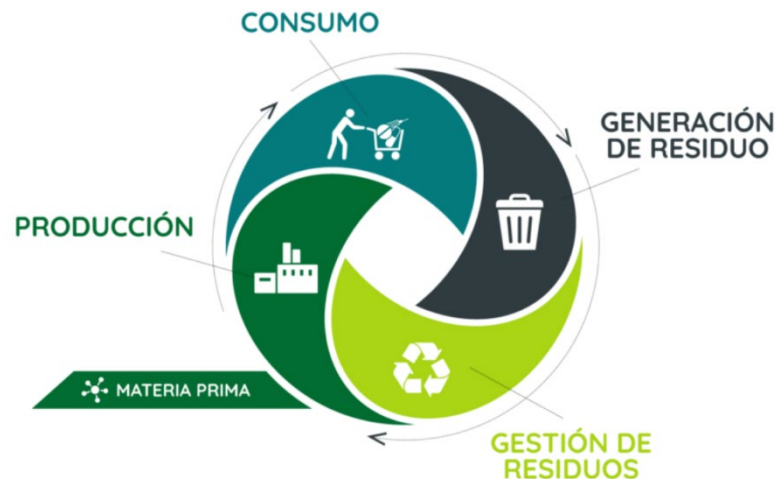 CONSUMO
GENERACIÓN
DE RESIDUO
PRODUCCIÓN
MATERIA PRIMA
GESTIÓN DE
RESIDUOS